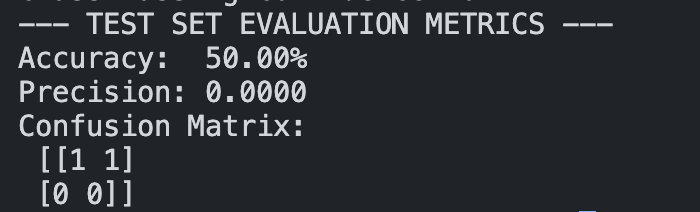 --- TEST SET EVALUATION METRICS ---
Accuracy:  50.00%
Precision: 0.0000
Confusion Matrix:
 [[1 1]
 [0 0]]